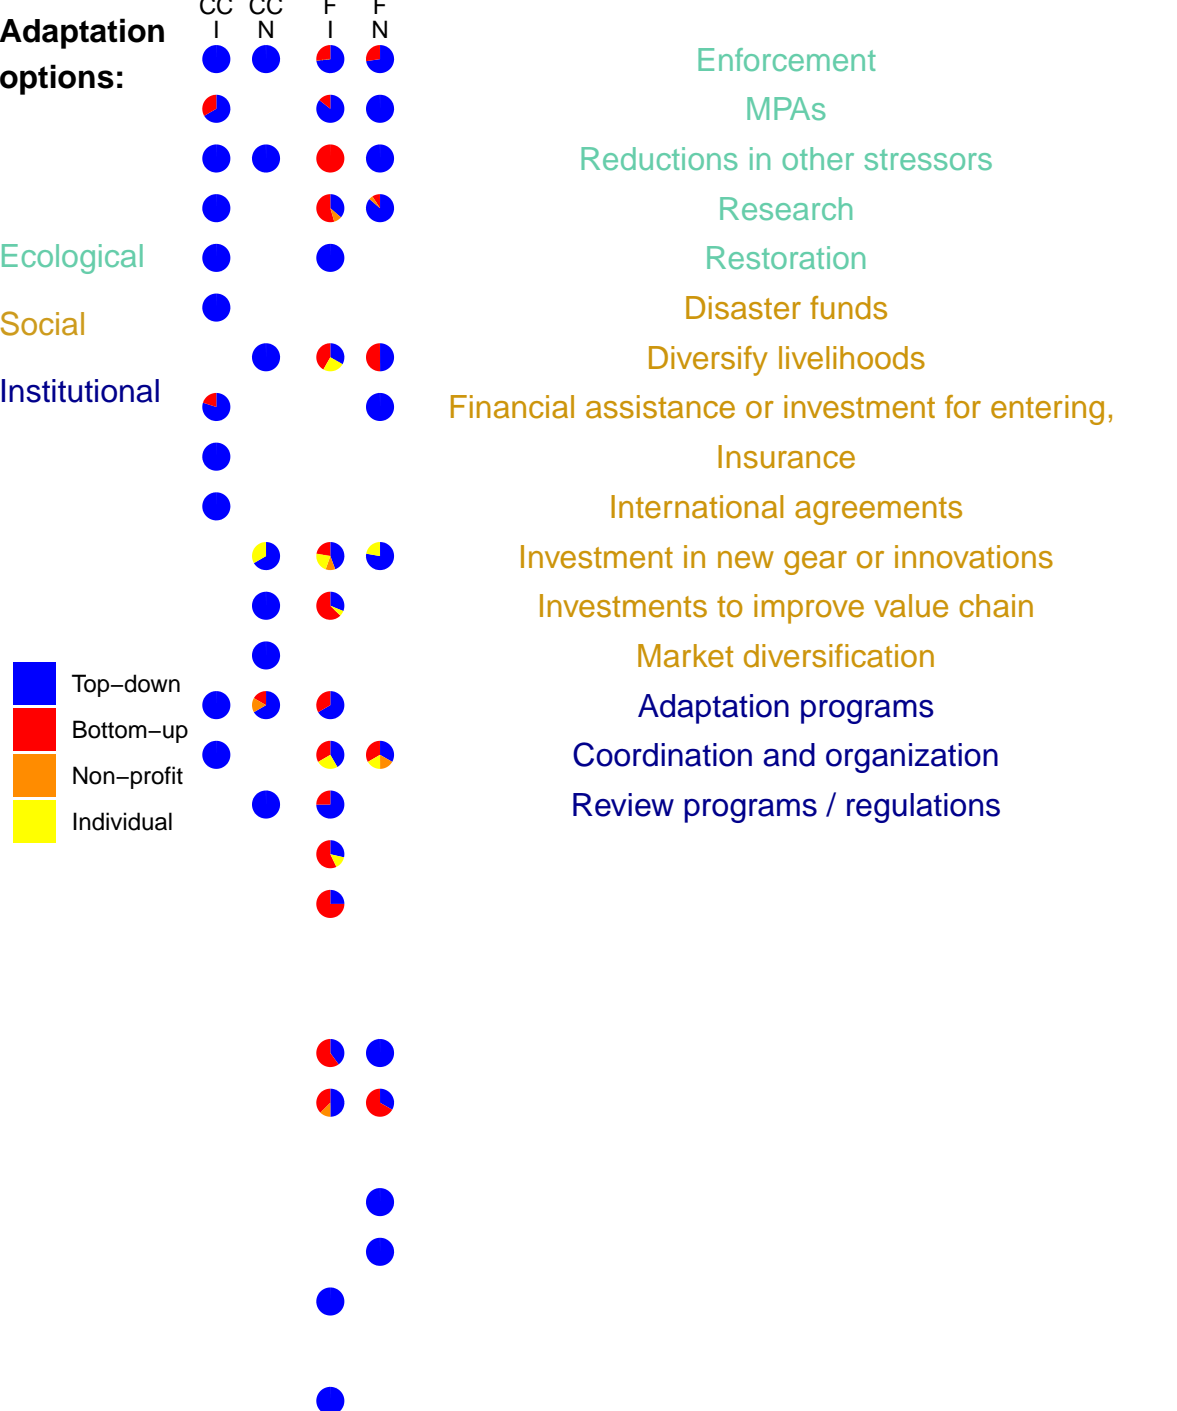 CC CC F F
Adaptation I N I N
options:
Enforcement
MPAs
Reductions in other stressors
Research
Ecological
Restoration
Disaster funds
Social
Diversify livelihoods
Institutional
Financial assistance or investment for entering,
Insurance
International agreements
Investment in new gear or innovations
Investments to improve value chain
Market diversification
Top−down
Adaptation programs
Bottom−up
Coordination and organization
Non−profit
Review programs / regulations
Individual